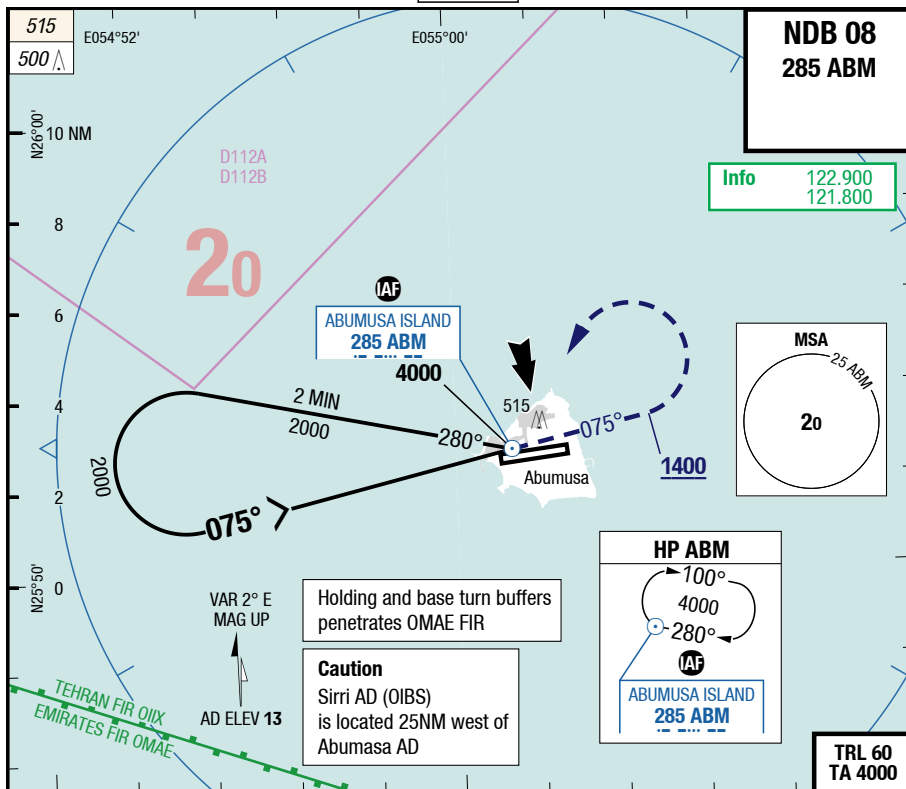 515
500
E054°52'
E055°00'
NDB 08
285 ABM
N26°00'
10 NM
D112A
D112B
Info 122.900
121.800
8
20
6
IAF
ABUMUSA ISLAND
285 ABM
4000
MSA
25 ABM
20
4
2 MIN
2000
280°
515
075°
1400
2000
Abumusa
2
075°
HP ABM
100°
4000
280°
IAF
ABUMUSA ISLAND
285 ABM
N25°50'
0
VAR 2° E
MAG UP
AD ELEV 13
Holding and base turn buffers
penetrates OMAE FIR
Caution
Sirri AD (OIBS)
is located 25NM west of
Abumasa AD
TEHRAN FIR OIIX
EMIRATES FIR OMAE
TRL 60
TA 4000